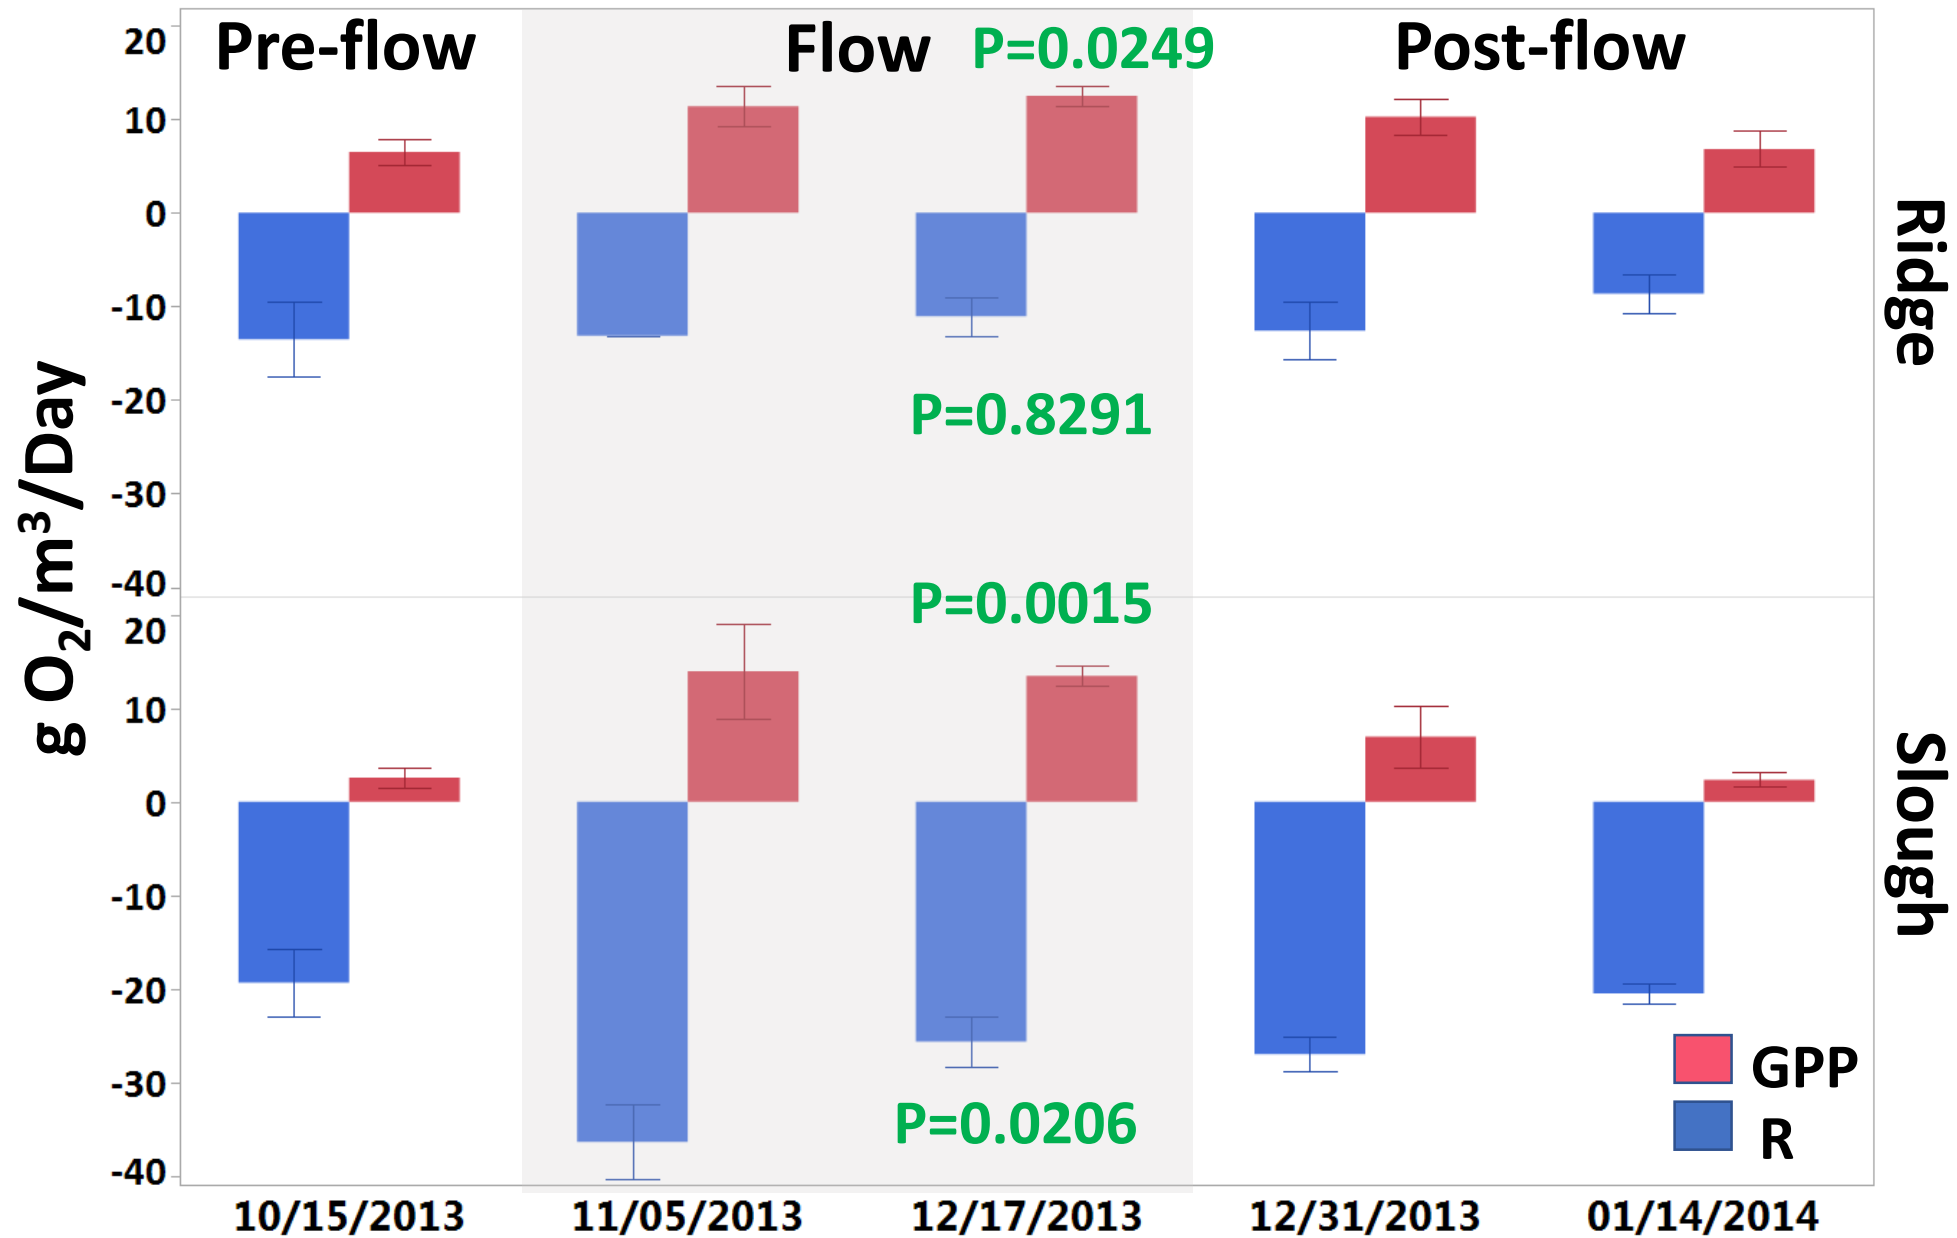 Pre-flow
Flow
P=0.0249
Post-flow
20
10
0
-10
-20
-30
-40
P=0.8291
Ridge
g O₂/m³/Day
P=0.0015
20
10
0
-10
-20
-30
-40
P=0.0206
Slough
GPP
R
10/15/2013
11/05/2013
12/17/2013
12/31/2013
01/14/2014